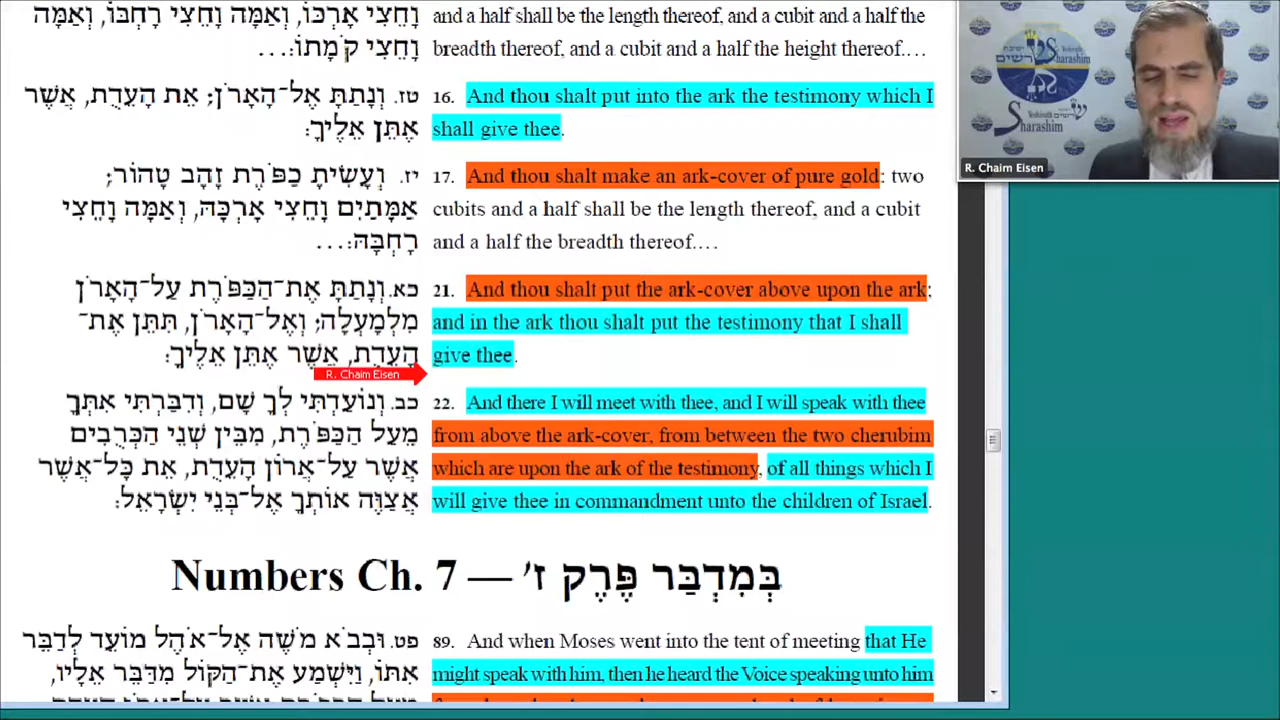 וָחֵצִי אָרְכּוֹ, וְאַמָּה וָחֵצִי רָחְבּוֹ, וְאַמָּה
וָחֵצִי קֹמָתוֹ:…
טז. וְנָתַתָּ אֶל־הָאָרֹן; אֵת הָעֵדֻת, אֲשֶׁר
אֶתֵּן אֵלֶיךָ:
יז. וְעָשִׂיתָ כַפֹּרֶת זָהָב טָהוֹר;
אַמָּתַיִם וָחֵצִי אָרְכָּהּ, וְאַמָּה וָחֵצִי
רָחְבָּהּ:…
כא. וְנָתַתָּ אֶת־הַכַּפֹּרֶת עַל־הָאָרֹן
מִלְמָעְלָה; וְאֶל־הָאָרֹן, תִּתֵּן אֶת־
הָעֵדֻת, אֲשֶׁר אֶתֵּן אֵלֶיךָ:
R. Chaim Eisen
כב. וְנוֹעַדְתִּי לְךָ שָׁם, וְדִבַּרְתִּי אִתְּךָ
מֵעַל הַכַּפֹּרֶת, מִבֵּין שְׁנֵי הַכְּרֻבִים
אֲשֶׁר עַל־אֲרוֹן הָעֵדֻת, אֵת כָּל־אֲשֶׁר
אֲצַוֶּה אוֹתְךָ אֶל־בְּנֵי יִשְׂרָאֵל:
and a half shall be the length thereof, and a cubit and a half the
breadth thereof, and a cubit and a half the height thereof.…
16. And thou shalt put into the ark the testimony which I
shall give thee.
17. And thou shalt make an ark-cover of pure gold: two
cubits and a half shall be the length thereof, and a cubit
and a half the breadth thereof.…
21. And thou shalt put the ark-cover above upon the ark;
and in the ark thou shalt put the testimony that I shall
give thee.
22. And there I will meet with thee, and I will speak with thee
from above the ark-cover, from between the two cherubim
which are upon the ark of the testimony, of all things which I
will give thee in commandment unto the children of Israel.
Numbers Ch. 7 — בְּמִדְבַּר פֶּרֶק ז׳
פט. וּבְבֹא מֹשֶׁה אֶל־אֹהֶל מוֹעֵד לְדַבֵּר
אִתּוֹ, וַיִּשְׁמַע אֶת־הַקּוֹל מִדַּבֵּר אֵלָיו,
89. And when Moses went into the tent of meeting that He
might speak with him, then he heard the Voice speaking unto him
Sharashim
Yeshivath
Sharashim
R. Chaim Eisen